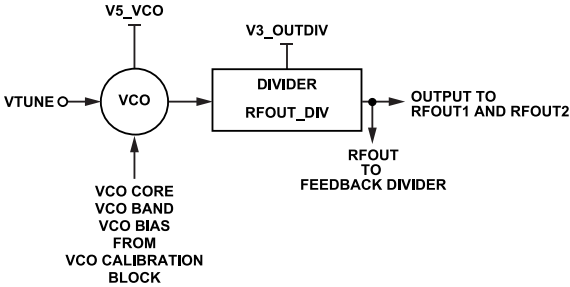 V5_VCO
V3_OUTDIV
VTUNE
VCO
DIVIDER
RFOUT_DIV
OUTPUT TO
RFOUT1 AND RFOUT2
RFOUT
TO
FEEDBACK DIVIDER
VCO CORE
VCO BAND
VCO BIAS
FROM
VCO CALIBRATION
BLOCK